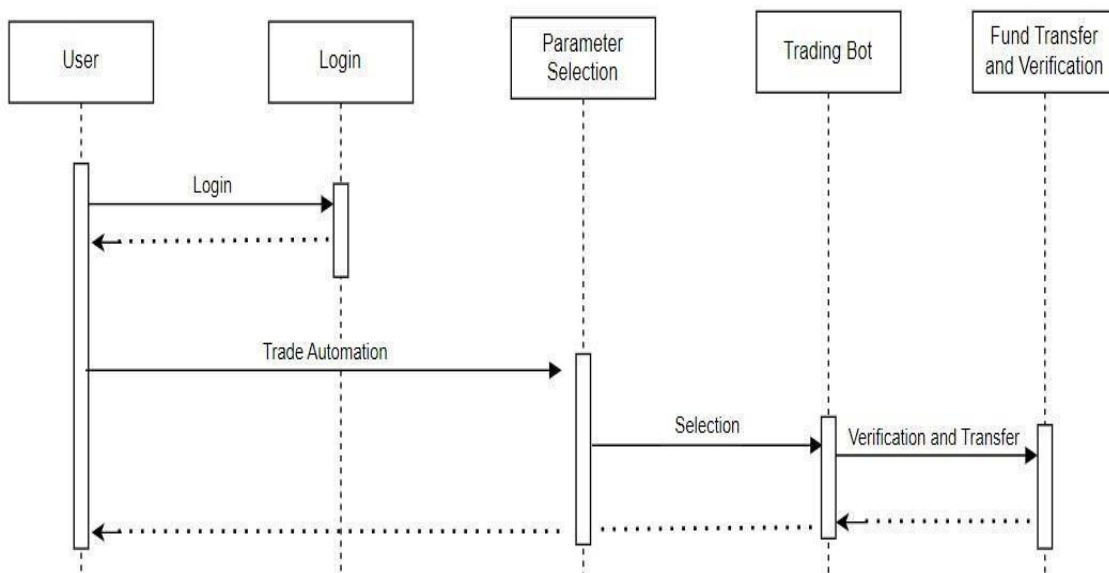 User
Login
Parameter
Selection
Trading Bot
Fund Transfer
and Verification
Login
Trade Automation
Selection
Verification and Transfer